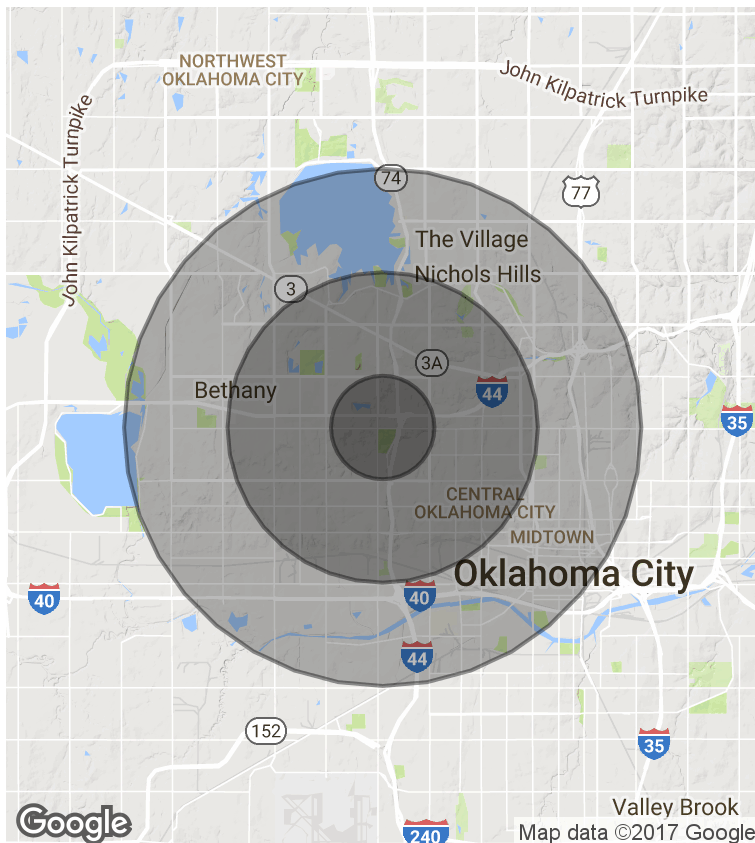 NORTHWEST
OKLAHOMA CITY
John Kilpatrick Turnpike
John Kilpatrick Turnpike
74
77
The Village
Nichols Hills
3
3A
Bethany
44
35
CENTRAL
OKLAHOMA CITY
MIDTOWN
Oklahoma City
40
40
44
152
35
Valley Brook
Google
240
Map data ©2017 Google